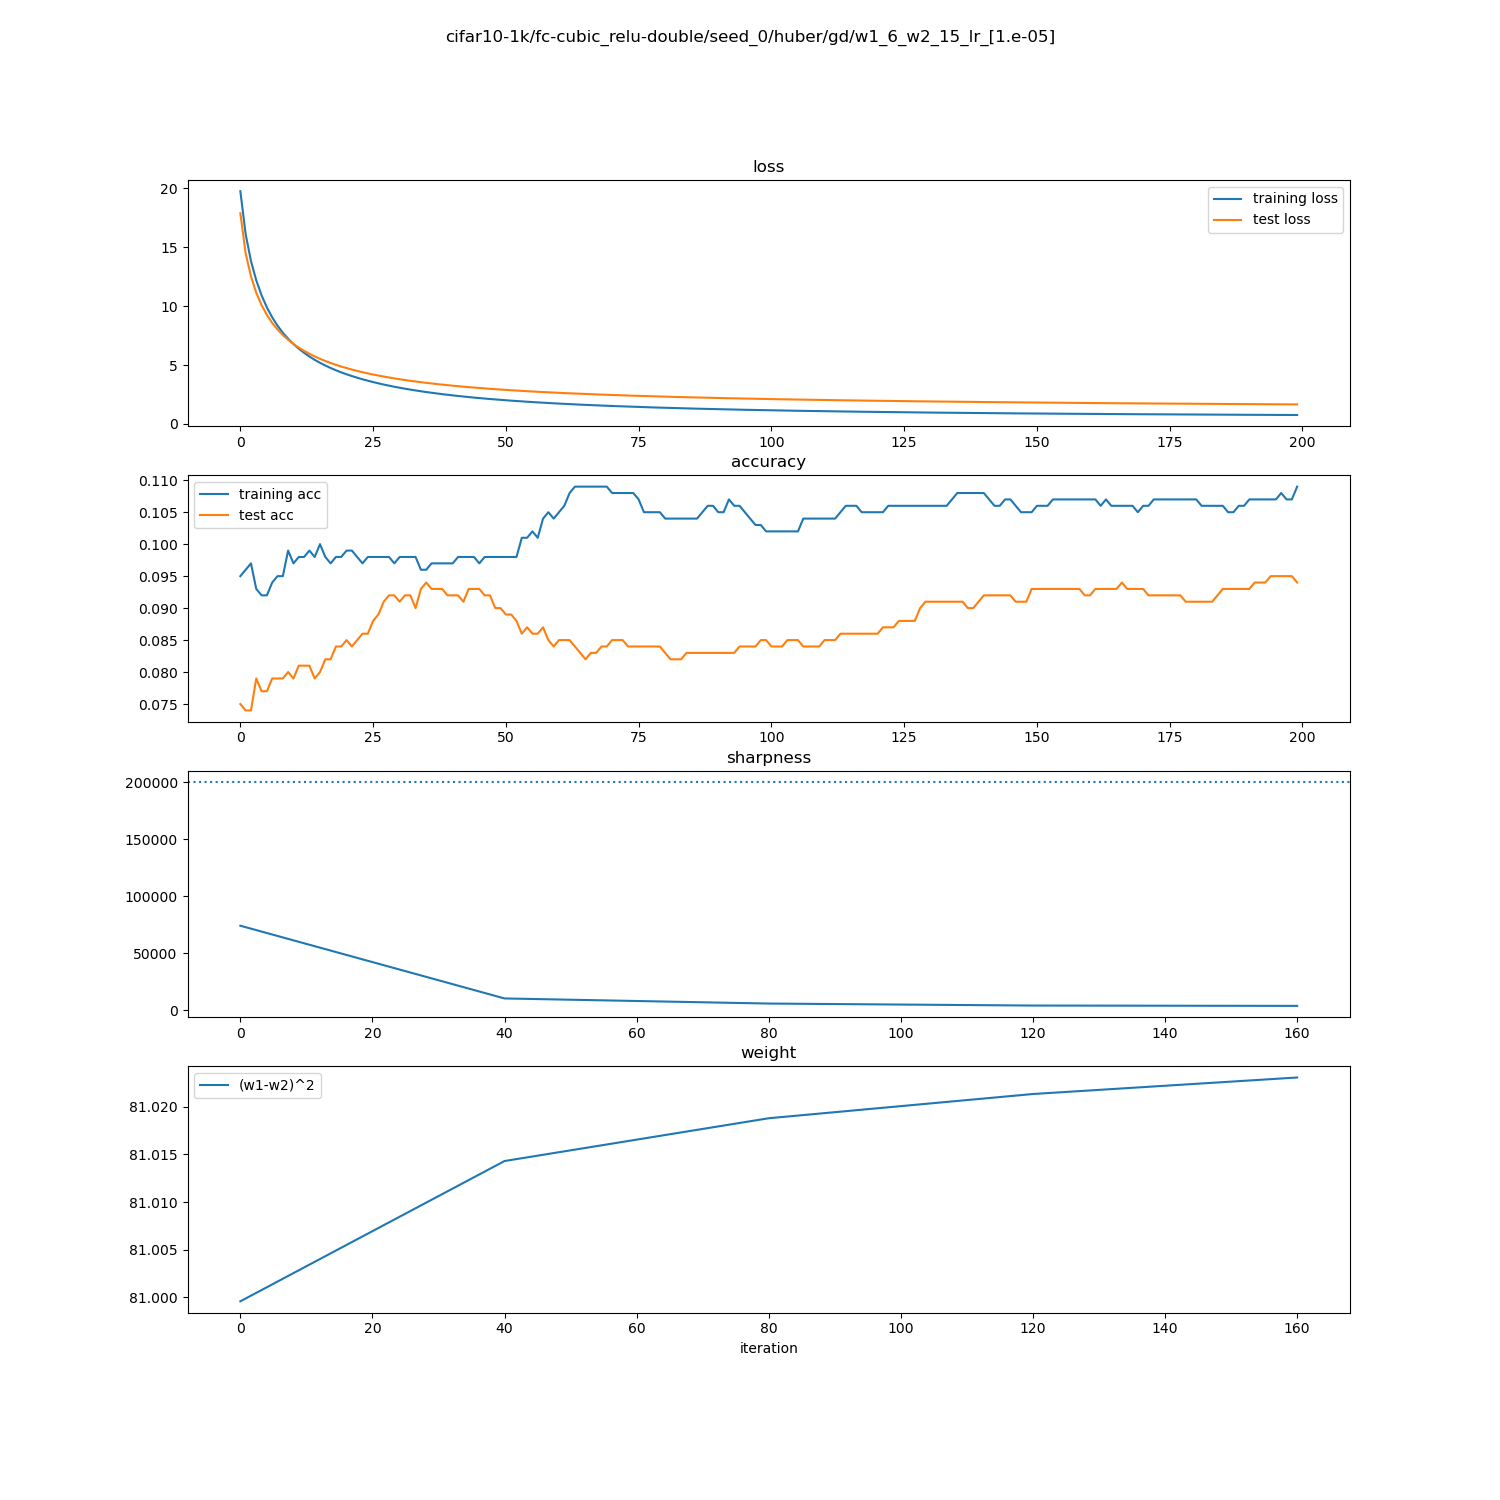 cifar10-1k/fc-cubic_relu-double/seed_0/huber/gd/w1_6_w2_15_lr_[1.e-05]
loss
20
15
10
5
0
training loss
test loss
0 25 50 75 100 125 150 175 200
accuracy
0.110
0.105
0.100
0.095
0.090
0.085
0.080
0.075
training acc
test acc
0 25 50 75 100 125 150 175 200
sharpness
200000
150000
100000
50000
0
0 20 40 60 80 100 120 140 160
weight
(w1-w2)^2
81.020
81.015
81.010
81.005
81.000
0 20 40 60 80 100 120 140 160
iteration